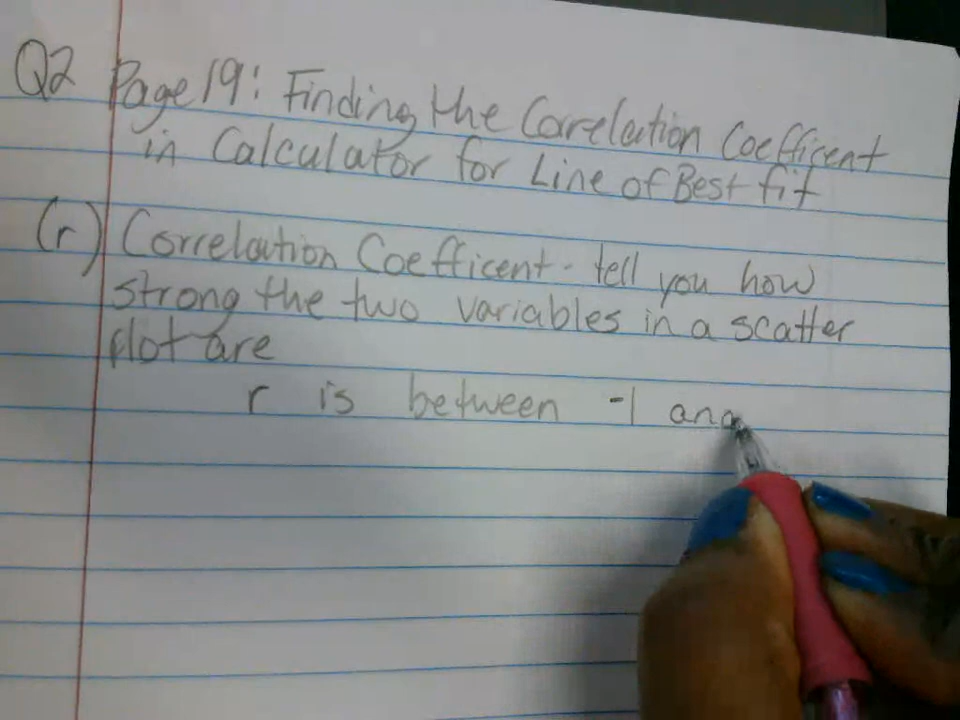 Q2 Page 19: Finding the Correlation Coefficent
in Calculator for Line of Best fit
(r) Correlation Coefficent - tell you how
strong the two variables in a scatter
plot are
r is between -1 and